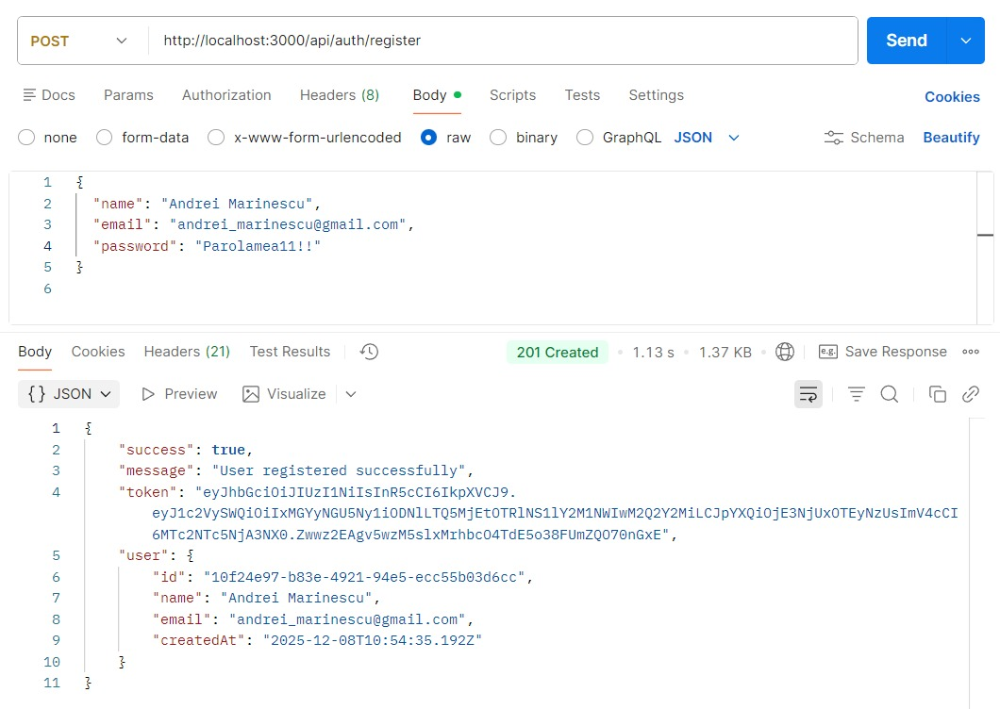 POST http://localhost:3000/api/auth/register Send
Docs Params Authorization Headers (8) Body Scripts Tests Settings Cookies
none form-data x-www-form-urlencoded raw binary GraphQL JSON Schema Beautify
1 {
2 "name": "Andrei Marinescu",
3 "email": "andrei_marinescu@gmail.com",
4 "password": "Parolamea11!!"
5 }
6
Body Cookies Headers (21) Test Results 201 Created 1.13 s 1.37 KB e.g. Save Response
{} JSON Preview Visualize
1 {
2 "success": true,
3 "message": "User registered successfully",
4 "token": "eyJhbGciOiJIUzI1NiIsInR5cCI6IkpXVCJ9.
eyJ1c2VySWQiOiIxMGYyNGU5Ny1iODNlLTQ5MjEtOTRlNS1lY2M1NWIwM2Q2Y2MiLCJpYXQiOjE3NjUxOTEyNzUsImV4cCI
6MTc2NTc5NjA3NX0.Zwwz2EAgv5wzM5slxMrhbcO4TdE5o38FUmZQO70nGxE",
5 "user": {
6 "id": "10f24e97-b83e-4921-94e5-ecc55b03d6cc",
7 "name": "Andrei Marinescu",
8 "email": "andrei_marinescu@gmail.com",
9 "createdAt": "2025-12-08T10:54:35.192Z"
10 }
11 }